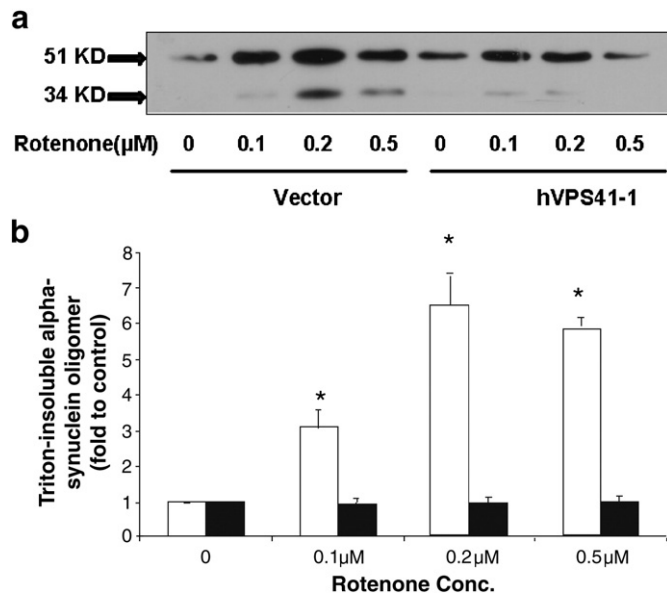 a
51 KD
34 KD
Rotenone(µM) 0 0.1 0.2 0.5 0 0.1 0.2 0.5
Vector hVPS41-1
b
Triton-insoluble alpha-
synuclein oligomer
(fold to control)
8
7
6
5
4
3
2
1
0
*
*
*
0 0.1µM 0.2µM 0.5µM
Rotenone Conc.